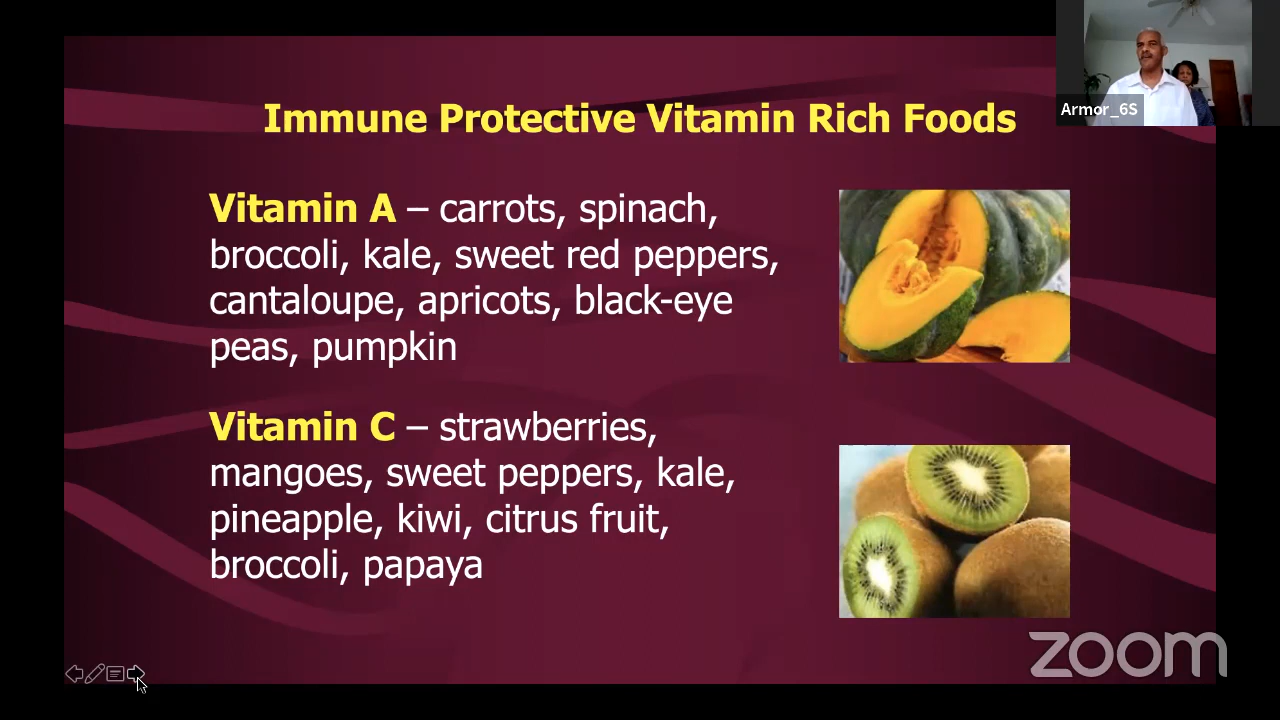 Armor_6S
Immune Protective Vitamin Rich Foods
Vitamin A – carrots, spinach,
broccoli, kale, sweet red peppers,
cantaloupe, apricots, black-eye
peas, pumpkin
Vitamin C – strawberries,
mangoes, sweet peppers, kale,
pineapple, kiwi, citrus fruit,
broccoli, papaya
zoom